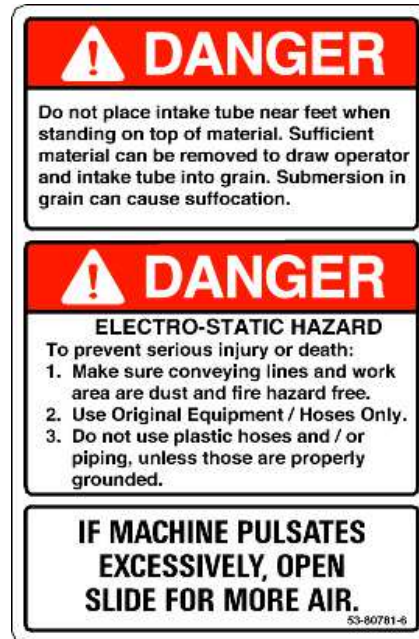 DANGER
Do not place intake tube near feet when
standing on top of material. Sufficient
material can be removed to draw operator
and intake tube into grain. Submersion in
grain can cause suffocation.
DANGER
ELECTRO-STATIC HAZARD
To prevent serious injury or death:
1. Make sure conveying lines and work
area are dust and fire hazard free.
2. Use Original Equipment / Hoses Only.
3. Do not use plastic hoses and / or
piping, unless those are properly
grounded.
IF MACHINE PULSATES
EXCESSIVELY, OPEN
SLIDE FOR MORE AIR.
53-80781-6